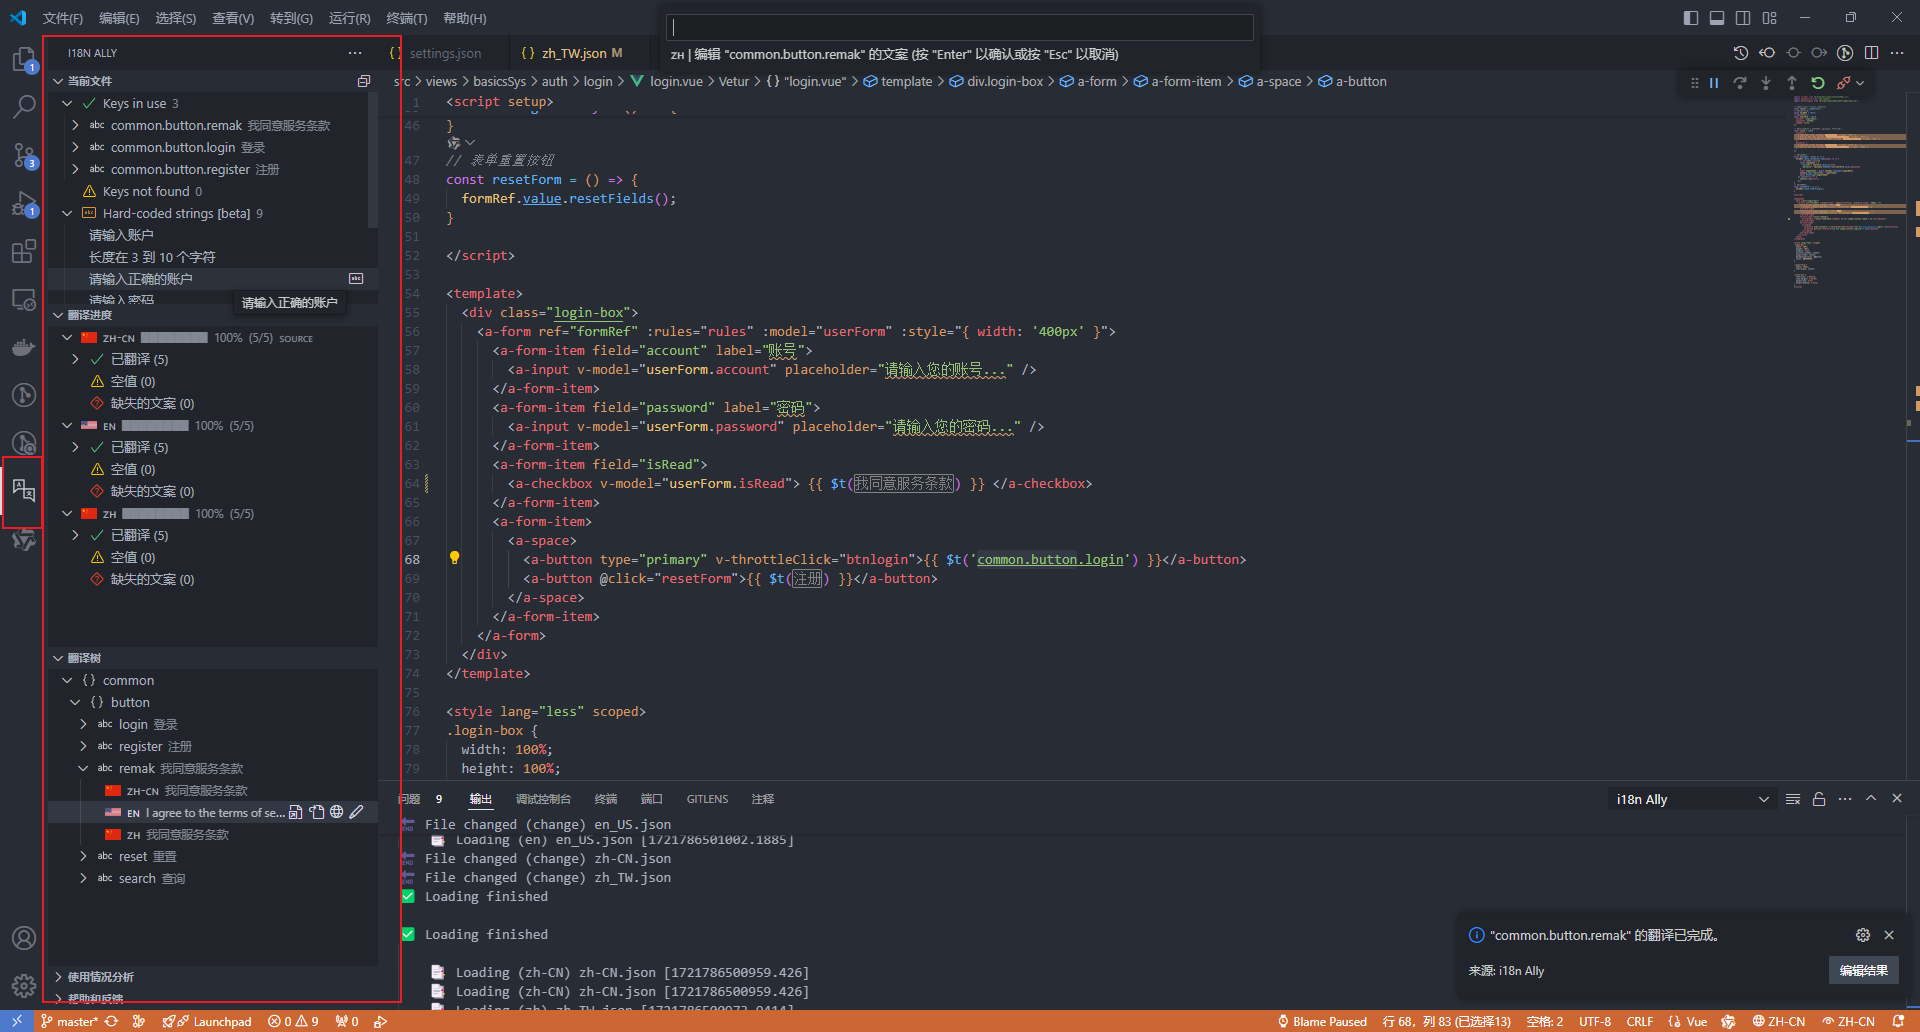 文件(F) 编辑(E) 选择(S) 查看(V) 转到(G) 运行(R) 终端(T) 帮助(H)
ZH | 编辑 "common.button.remak" 的文案 (按 "Enter" 以确认或按 "Esc" 以取消)
I18N ALLY
{} settings.json
{} zh_TW.json M
src > views > basicsSys > auth > login > login.vue > Vetur > {} "login.vue" > template > div.login-box > a-form > a-form-item > a-space > a-button
当前文件
Keys in use 3
abc common.button.remak 我同意服务条款
abc common.button.login 登录
abc common.button.register 注册
Keys not found 0
Hard-coded strings [beta] 9
请输入账户
长度在 3 到 10 个字符
请输入正确的账户
请输入密码
请输入正确的账户
翻译进度
ZH-CN 100% (5/5) SOURCE
已翻译 (5)
空值 (0)
缺失的文案 (0)
EN 100% (5/5)
已翻译 (5)
空值 (0)
缺失的文案 (0)
ZH 100% (5/5)
已翻译 (5)
空值 (0)
缺失的文案 (0)
翻译树
{} common
{} button
abc login 登录
abc register 注册
abc remak 我同意服务条款
ZH-CN 我同意服务条款
EN I agree to the terms of se...
ZH 我同意服务条款
abc reset 重置
abc search 查询
使用情况分析
帮助和反馈
1 <script setup>
46 }
47 // 表单重置按钮
48 const resetForm = () => {
49 formRef.value.resetFields();
50 }
51
52 </script>
53
54 <template>
55 <div class="login-box">
56 <a-form ref="formRef" :rules="rules" :model="userForm" :style="{ width: '400px' }">
57 <a-form-item field="account" label="账号">
58 <a-input v-model="userForm.account" placeholder="请输入您的账号..." />
59 </a-form-item>
60 <a-form-item field="password" label="密码">
61 <a-input v-model="userForm.password" placeholder="请输入您的密码..." />
62 </a-form-item>
63 <a-form-item field="isRead">
64 <a-checkbox v-model="userForm.isRead"> {{ $t(我同意服务条款) }} </a-checkbox>
65 </a-form-item>
66 <a-form-item>
67 <a-space>
68 <a-button type="primary" v-throttleClick="btnlogin">{{ $t('common.button.login') }}</a-button>
69 <a-button @click="resetForm">{{ $t(注册) }}</a-button>
70 </a-space>
71 </a-form-item>
72 </a-form>
73 </div>
74 </template>
75
76 <style lang="less" scoped>
77 .login-box {
78 width: 100%;
79 height: 100%;
问题 9 输出 调试控制台 终端 端口 GITLENS 注释
i18n Ally
File changed (change) en_US.json
Loading (en) en_US.json [1721786501002.1885]
File changed (change) zh-CN.json
File changed (change) zh_TW.json
Loading finished
Loading finished
Loading (zh-CN) zh-CN.json [1721786500959.426]
Loading (zh-CN) zh-CN.json [1721786500959.426]
"common.button.remak" 的翻译已完成。
来源: i18n Ally
编辑结果
master* Launchpad 0 9 0
Blame Paused 行 68，列 83 (已选择13) 空格: 2 UTF-8 CRLF {} Vue ZH-CN ZH-CN